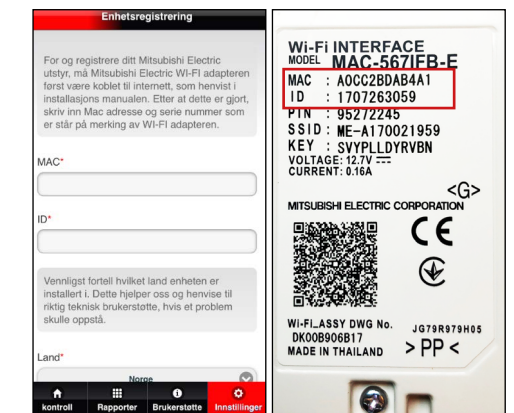 Enhetsregistrering
For og registrere ditt Mitsubishi Electric
utstyr, må Mitsubishi Electric WI-FI adapteren
først være koblet til internett, som henvist i
installasjons manualen. Etter at dette er gjort,
skriv inn Mac adresse og serie nummer som
er står på merking av WI-FI adapteren.
MAC*
ID*
Vennligst fortell hvilket land enheten er
installert i. Dette hjelper oss og henvise til
riktig teknisk brukerstøtte, hvis et problem
skulle oppstå.
Land*
Norge
kontroll Rapporter Brukerstøtte Innstillinger
Wi-Fi INTERFACE
MODEL MAC-567IFB-E
MAC : A0CC2BDAB4A1
ID : 1707263059
PIN : 95272245
SSID : ME-A170021959
KEY : SVYPLLDYRVBN
VOLTAGE: 12.7V
CURRENT: 0.16A
<G>
MITSUBISHI ELECTRIC CORPORATION
CE
Wi-Fi_ASSY DWG No. JG79R979H05
DK00B906B17
MADE IN THAILAND >PP<